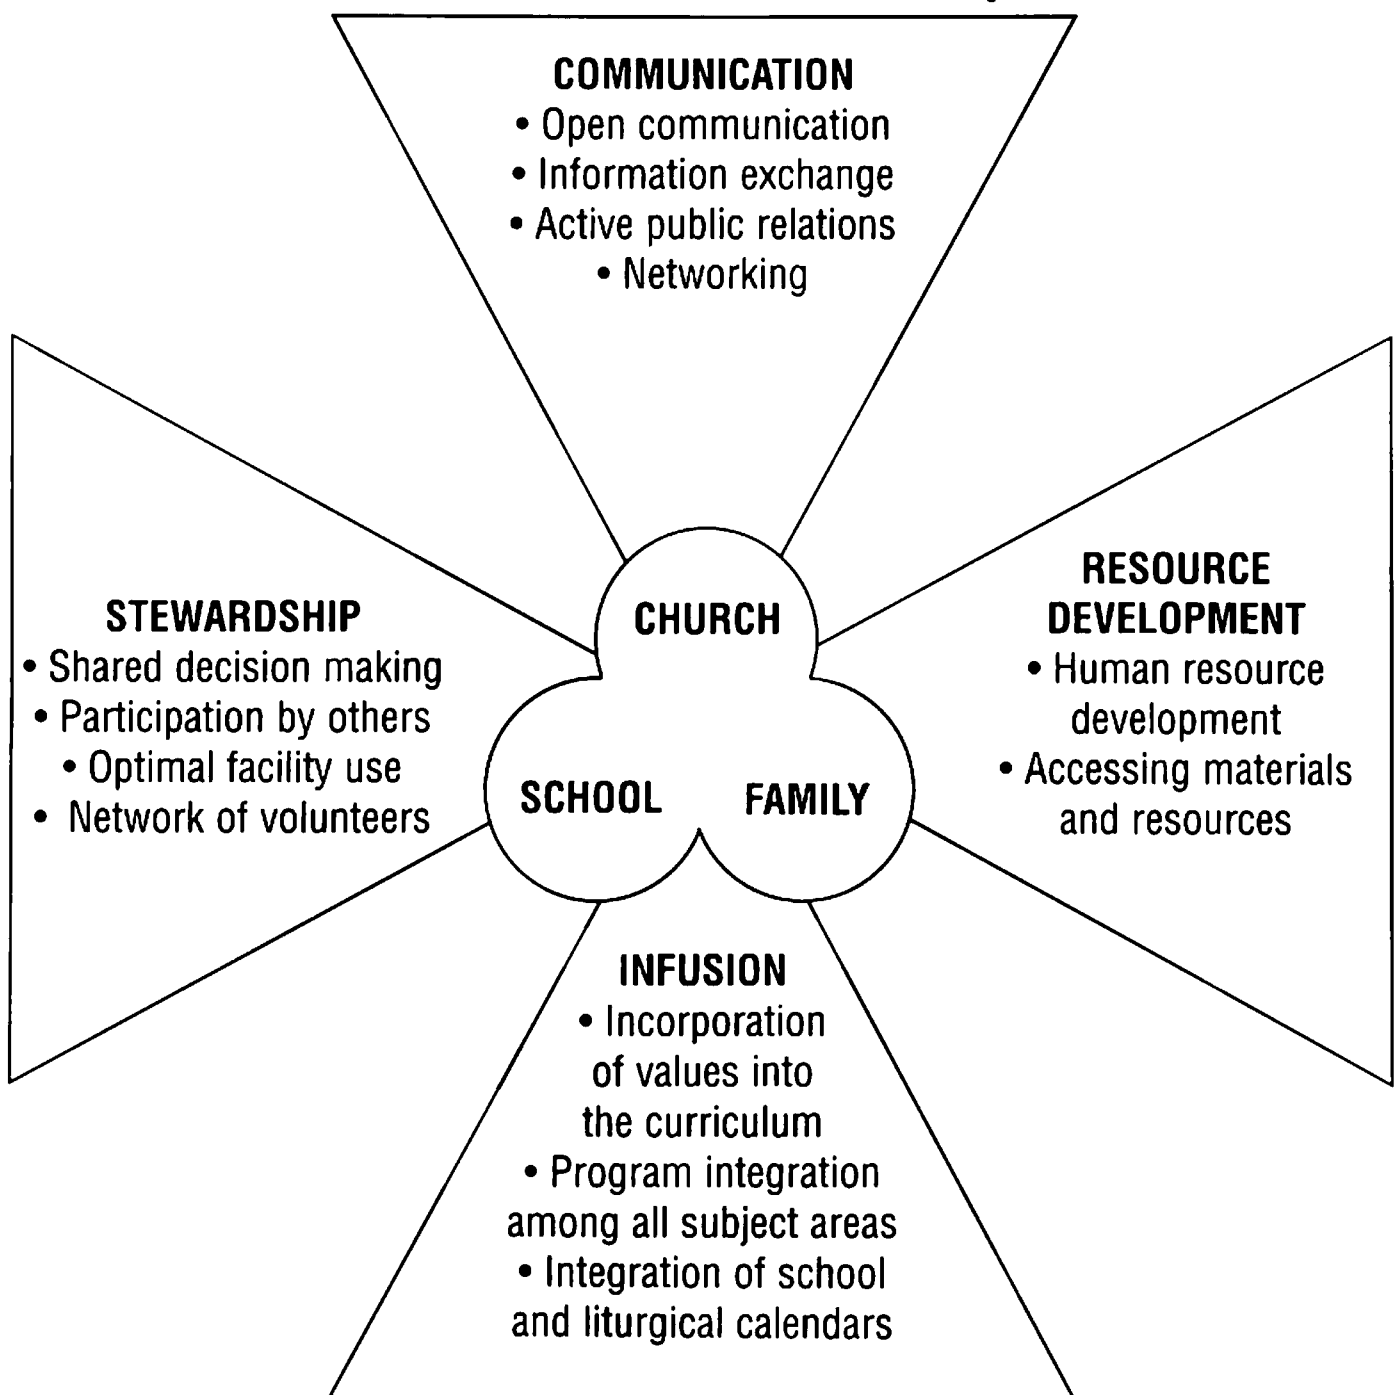 COMMUNICATION
• Open communication
• Information exchange
• Active public relations
• Networking
STEWARDSHIP
• Shared decision making
• Participation by others
• Optimal facility use
• Network of volunteers
CHURCH
SCHOOL
FAMILY
RESOURCE
DEVELOPMENT
• Human resource
development
• Accessing materials
and resources
INFUSION
• Incorporation
of values into
the curriculum
• Program integration
among all subject areas
• Integration of school
and liturgical calendars